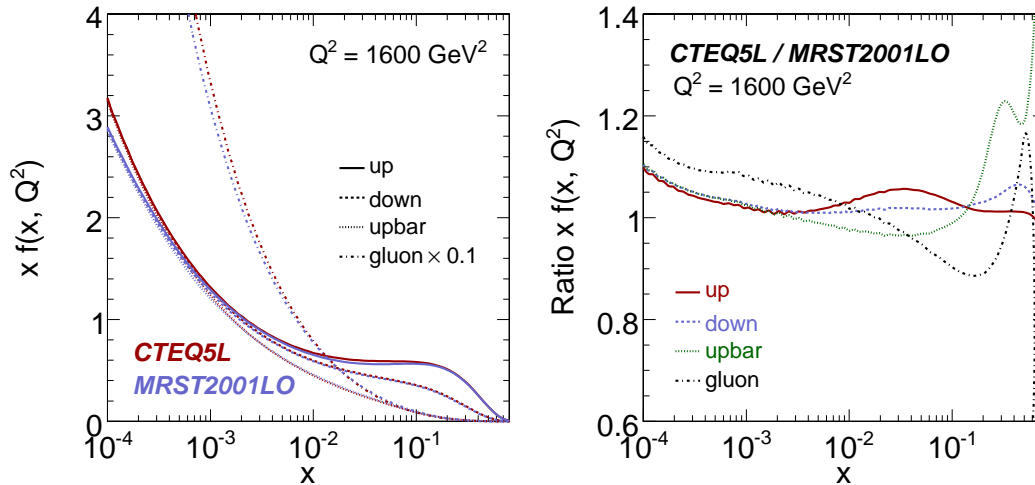 4
3
2
1
0
x f(x, Q²)
Q² = 1600 GeV²
up
down
upbar
gluon × 0.1
CTEQ5L
MRST2001LO
10⁻⁴ 10⁻³ 10⁻² 10⁻¹
x
1.4
1.2
1.0
0.8
0.6
Ratio x f(x, Q²)
CTEQ5L / MRST2001LO
Q² = 1600 GeV²
up
down
upbar
gluon
10⁻⁴ 10⁻³ 10⁻² 10⁻¹
x